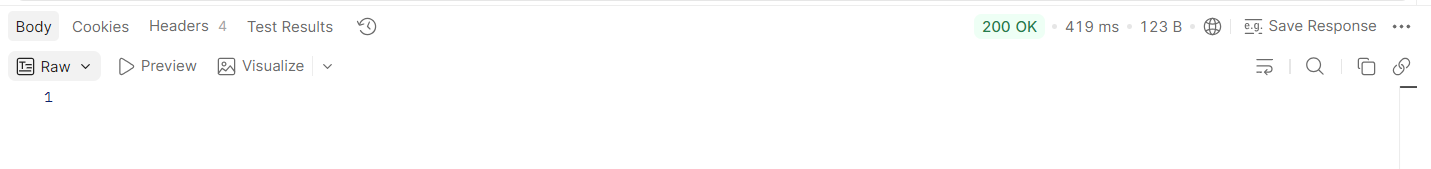 Body Cookies Headers 4 Test Results 200 OK 419 ms 123 B e.g. Save Response
Raw Preview Visualize
1